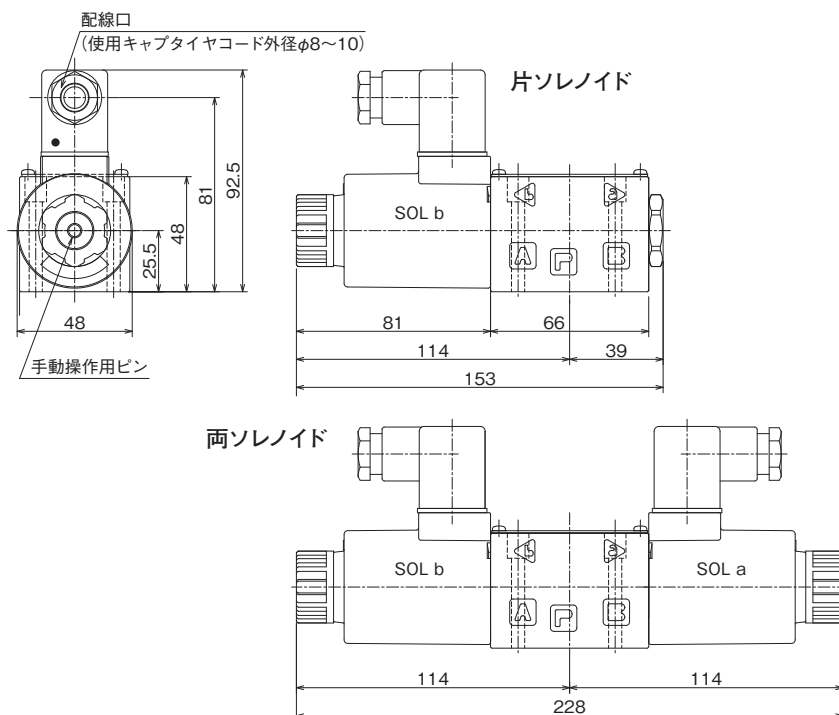 配線口
(使用キャプタイヤコード外径φ8～10)
片ソレノイド
92.5
81
48
25.5
48
手動操作用ピン
SOL b
b
a
A
P
B
81
66
114
39
153
両ソレノイド
SOL b
b
a
SOL a
A
P
B
114
114
228